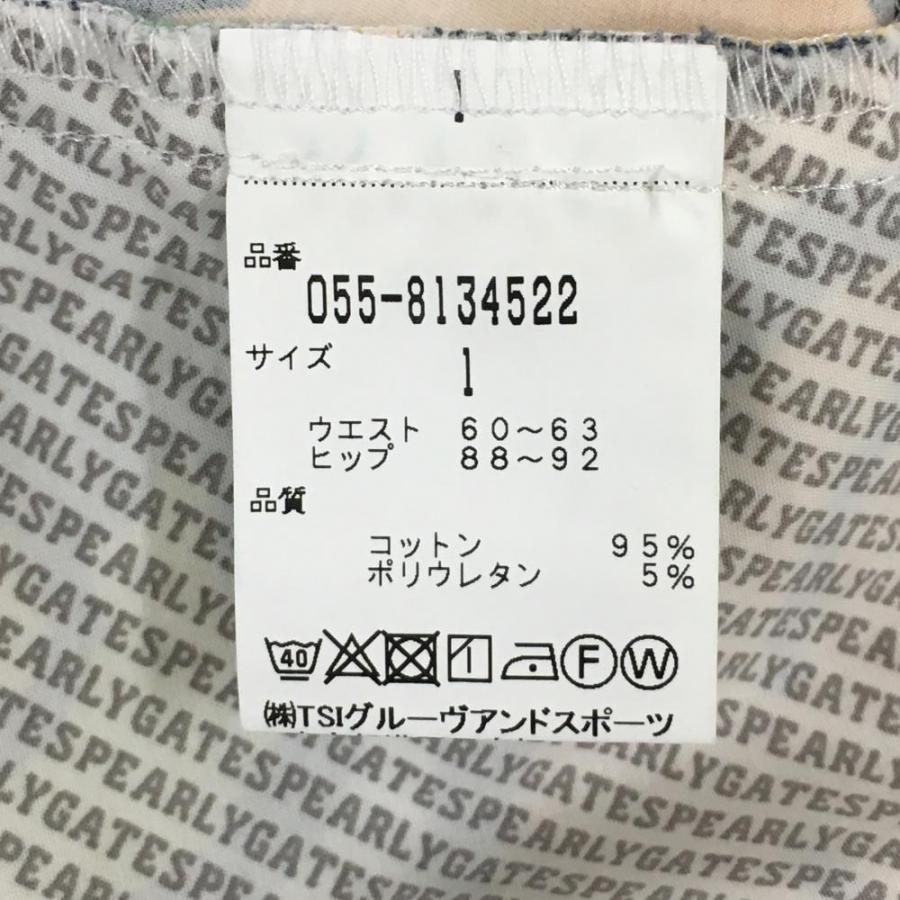 品番
055-8134522
サイズ
1
ウエスト 60～63
ヒップ 88～92
品質
コットン 95%
ポリウレタン 5%
40 F W
㈱TSIグルーヴアンドスポーツ
PEARLYGATES